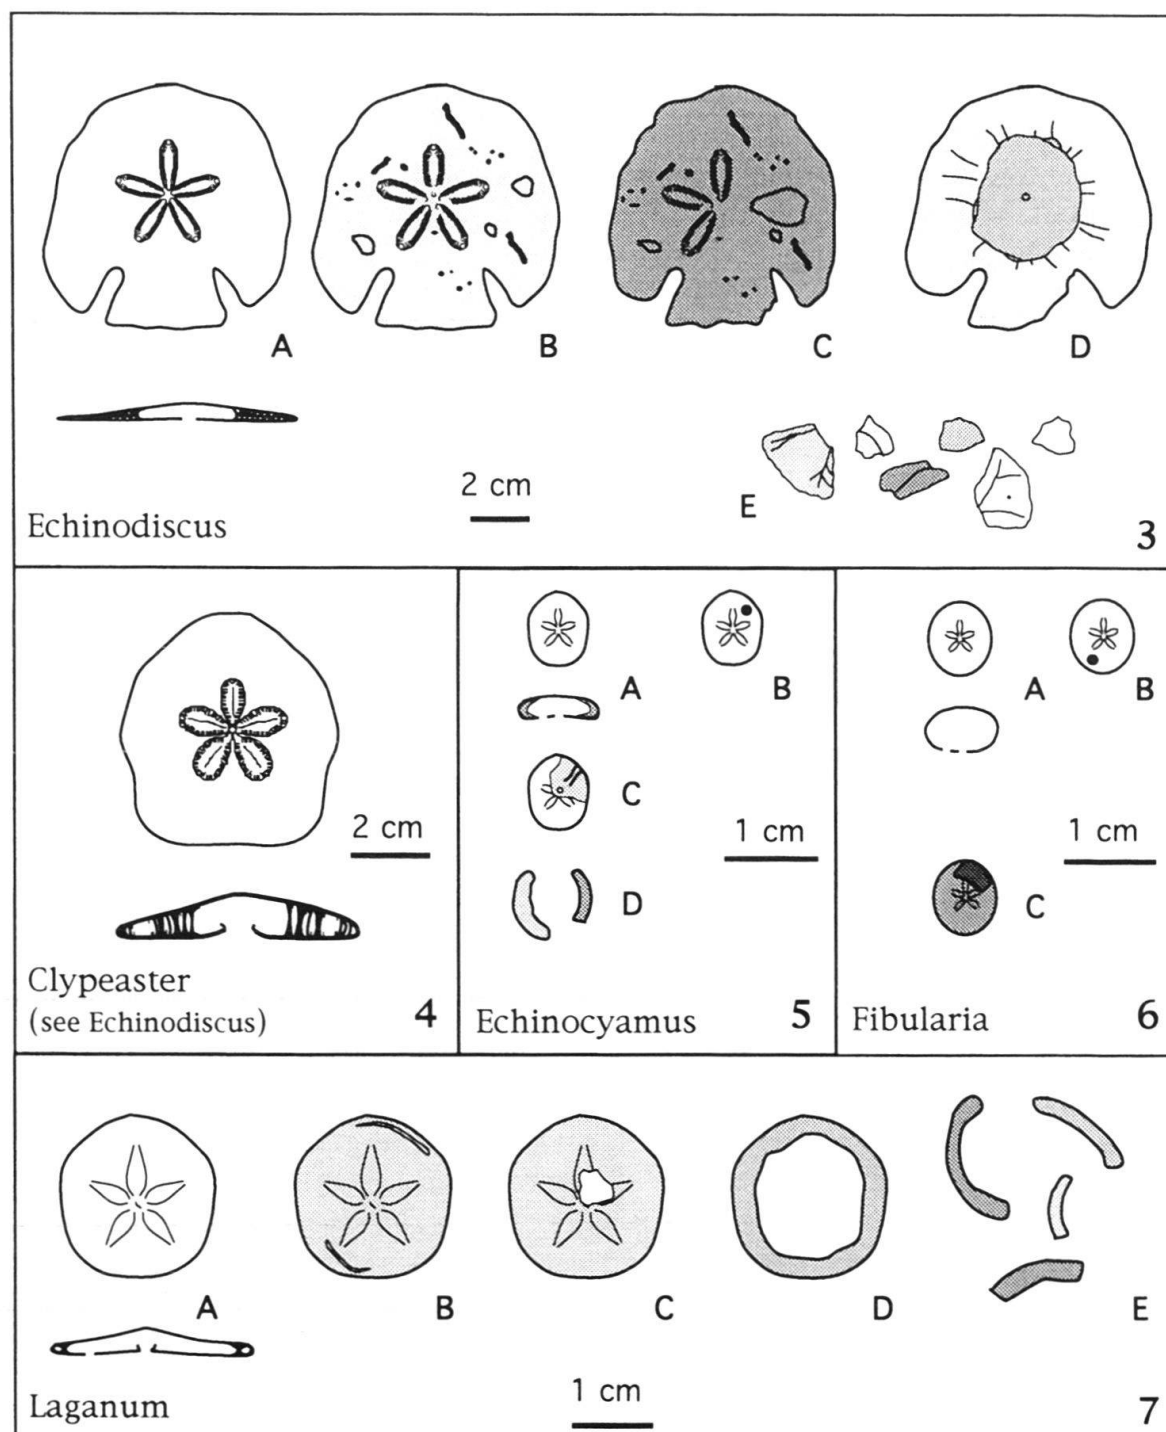 A
B
C
D
2 cm
E
Echinodiscus
3
2 cm
Clypeaster
(see Echinodiscus)
4
A
B
C
1 cm
D
Echinocyamus
5
A
B
1 cm
C
Fibularia
6
A
B
C
D
E
1 cm
Laganum
7